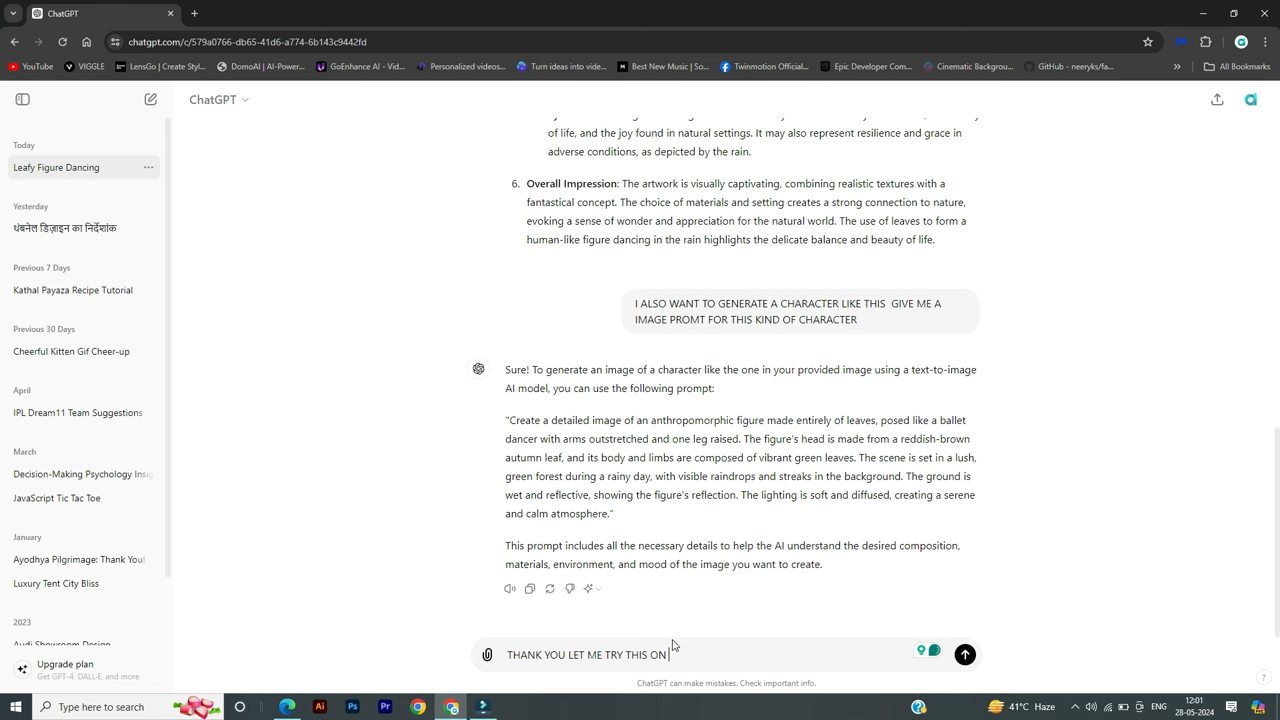 ChatGPT
chatgpt.com/c/579a0766-db65-41d6-a774-6b143c9442fd
YouTube
VIGGLE
LensGo | Create Styl...
DomoAI | AI-Power...
GoEnhance AI - Vid...
Personalized videos...
Turn ideas into vide...
Best New Music | So...
Twinmotion Official...
Epic Developer Com...
Cinematic Backgrou...
GitHub - neeryks/fa...
»
All Bookmarks
ChatGPT
Today
Leafy Figure Dancing
Yesterday
थंबनेल डिज़ाइन का निर्देशांक
Previous 7 Days
Kathal Payaza Recipe Tutorial
Previous 30 Days
Cheerful Kitten Gif Cheer-up
April
IPL Dream11 Team Suggestions
March
Decision-Making Psychology Insig
JavaScript Tic Tac Toe
January
Ayodhya Pilgrimage: Thank You!
Luxury Tent City Bliss
2023
Audi Showroom Design
Upgrade plan
Get GPT-4, DALL·E, and more
of life, and the joy found in natural settings. It may also represent resilience and grace in
adverse conditions, as depicted by the rain.
6. Overall Impression: The artwork is visually captivating, combining realistic textures with a
fantastical concept. The choice of materials and setting creates a strong connection to nature,
evoking a sense of wonder and appreciation for the natural world. The use of leaves to form a
human-like figure dancing in the rain highlights the delicate balance and beauty of life.
I ALSO WANT TO GENERATE A CHARACTER LIKE THIS GIVE ME A
IMAGE PROMT FOR THIS KIND OF CHARACTER
Sure! To generate an image of a character like the one in your provided image using a text-to-image
AI model, you can use the following prompt:
"Create a detailed image of an anthropomorphic figure made entirely of leaves, posed like a ballet
dancer with arms outstretched and one leg raised. The figure's head is made from a reddish-brown
autumn leaf, and its body and limbs are composed of vibrant green leaves. The scene is set in a lush,
green forest during a rainy day, with visible raindrops and streaks in the background. The ground is
wet and reflective, showing the figure's reflection. The lighting is soft and diffused, creating a serene
and calm atmosphere."
This prompt includes all the necessary details to help the AI understand the desired composition,
materials, environment, and mood of the image you want to create.
THANK YOU LET ME TRY THIS ON
ChatGPT can make mistakes. Check important info.
?
Type here to search
Ai
Ps
Pr
41°C Haze
ENG
12:01
28-05-2024